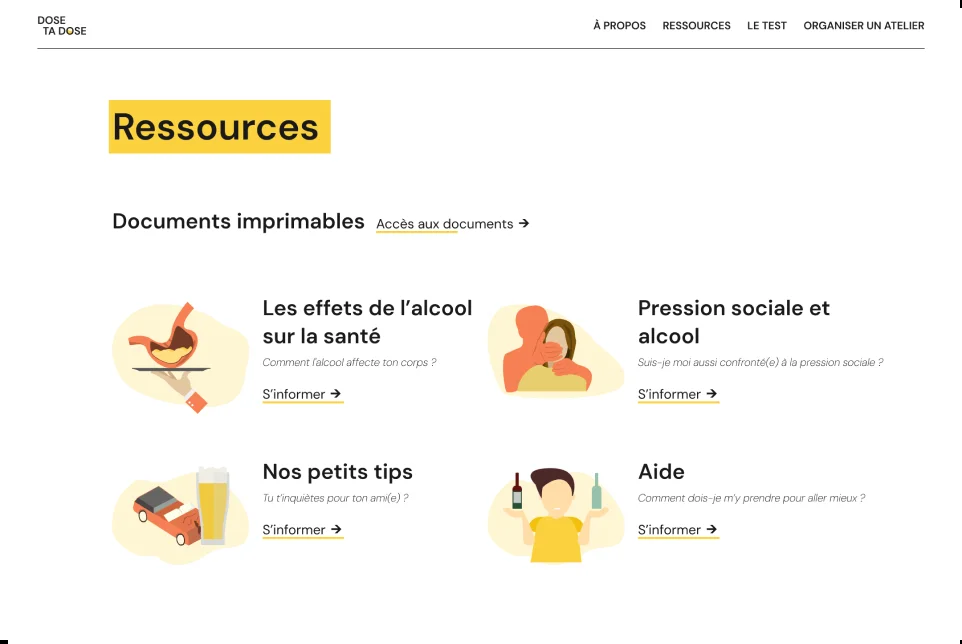 DOSE
TA DOSE
À PROPOS
RESSOURCES
LE TEST
ORGANISER UN ATELIER
Ressources
Documents imprimables
Accès aux documents →
Les effets de l’alcool
sur la santé
Comment l'alcool affecte ton corps ?
S’informer →
Pression sociale et
alcool
Suis-je moi aussi confronté(e) à la pression sociale ?
S’informer →
Nos petits tips
Tu t'inquiètes pour ton ami(e) ?
S’informer →
Aide
Comment dois-je m'y prendre pour aller mieux ?
S’informer →